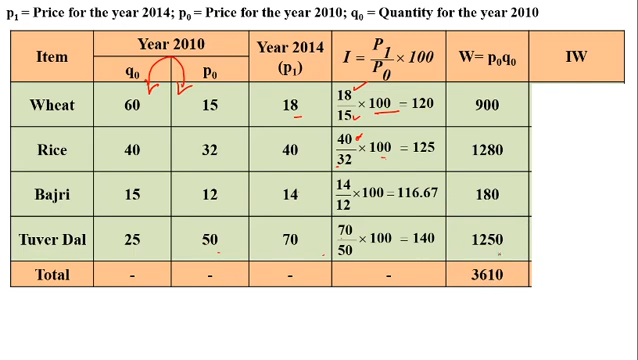 p₁ = Price for the year 2014; p₀ = Price for the year 2010; q₀ = Quantity for the year 2010
Item Year 2010 Year 2014 (p₁) I = P₁/P₀ × 100 W= p₀q₀ IW
q₀ p₀
Wheat 60 15 18 18/15 × 100 = 120 900
Rice 40 32 40 40/32 × 100 = 125 1280
Bajri 15 12 14 14/12 ×100 = 116.67 180
Tuver Dal 25 50 70 70/50 × 100 = 140 1250
Total - - - - 3610